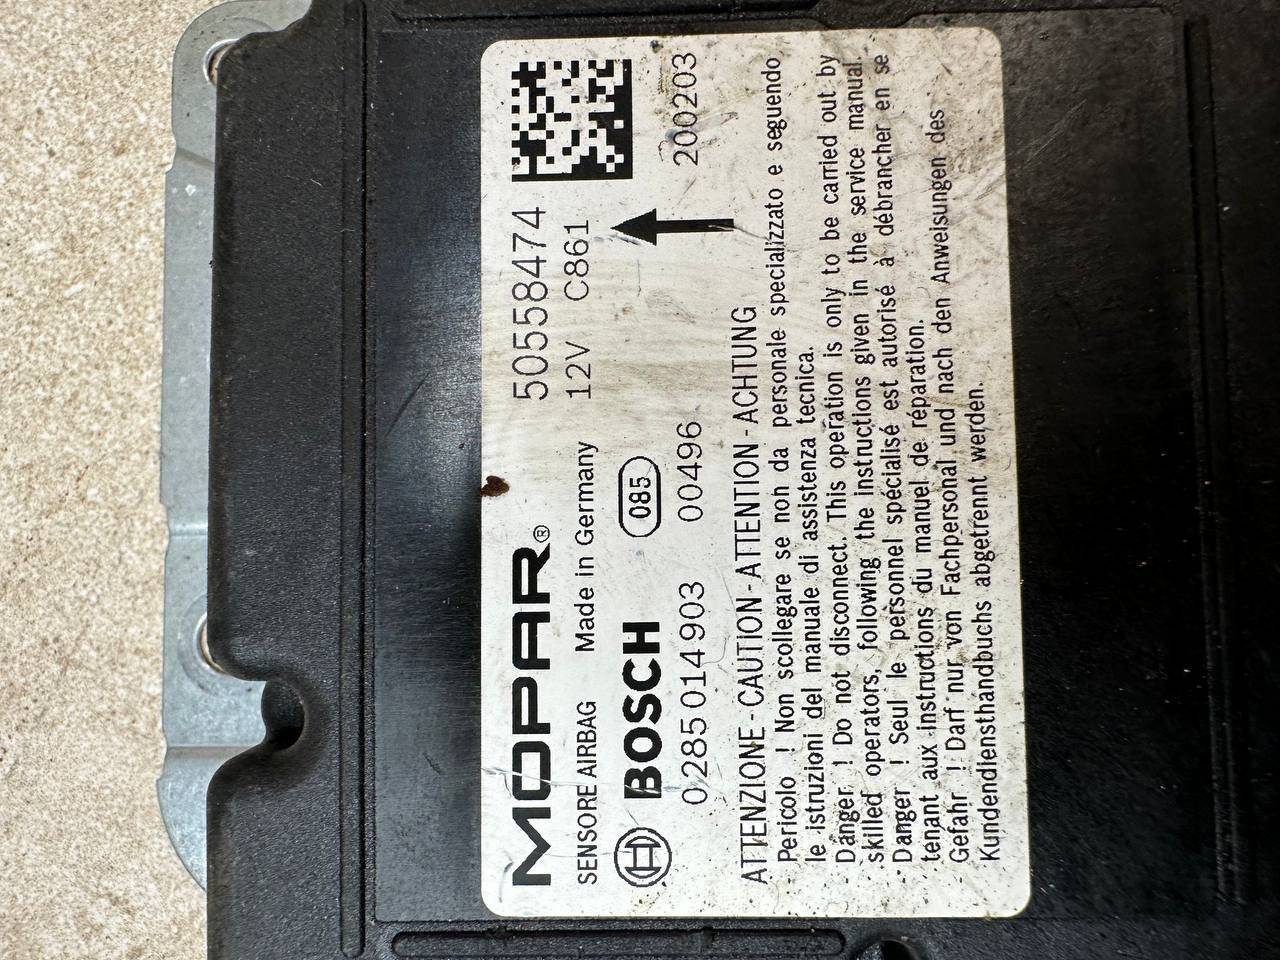 MOPAR® 50558474
SENSORE AIRBAG Made in Germany 12V C861
BOSCH 085
0 285 014 903 00496 200203
ATTENZIONE - CAUTION - ATTENTION - ACHTUNG
Pericolo ! Non scollegare se non da personale specializzato e seguendo
le istruzioni del manuale di assistenza tecnica.
Danger ! Do not disconnect. This operation is only to be carried out by
skilled operators, following the instructions given in the service manual.
Danger ! Seul le personnel spécialisé est autorisé à débrancher en se
tenant aux instructions du manuel de réparation.
Gefahr ! Darf nur von Fachpersonal und nach den Anweisungen des
Kundendiensthandbuchs abgetrennt werden.